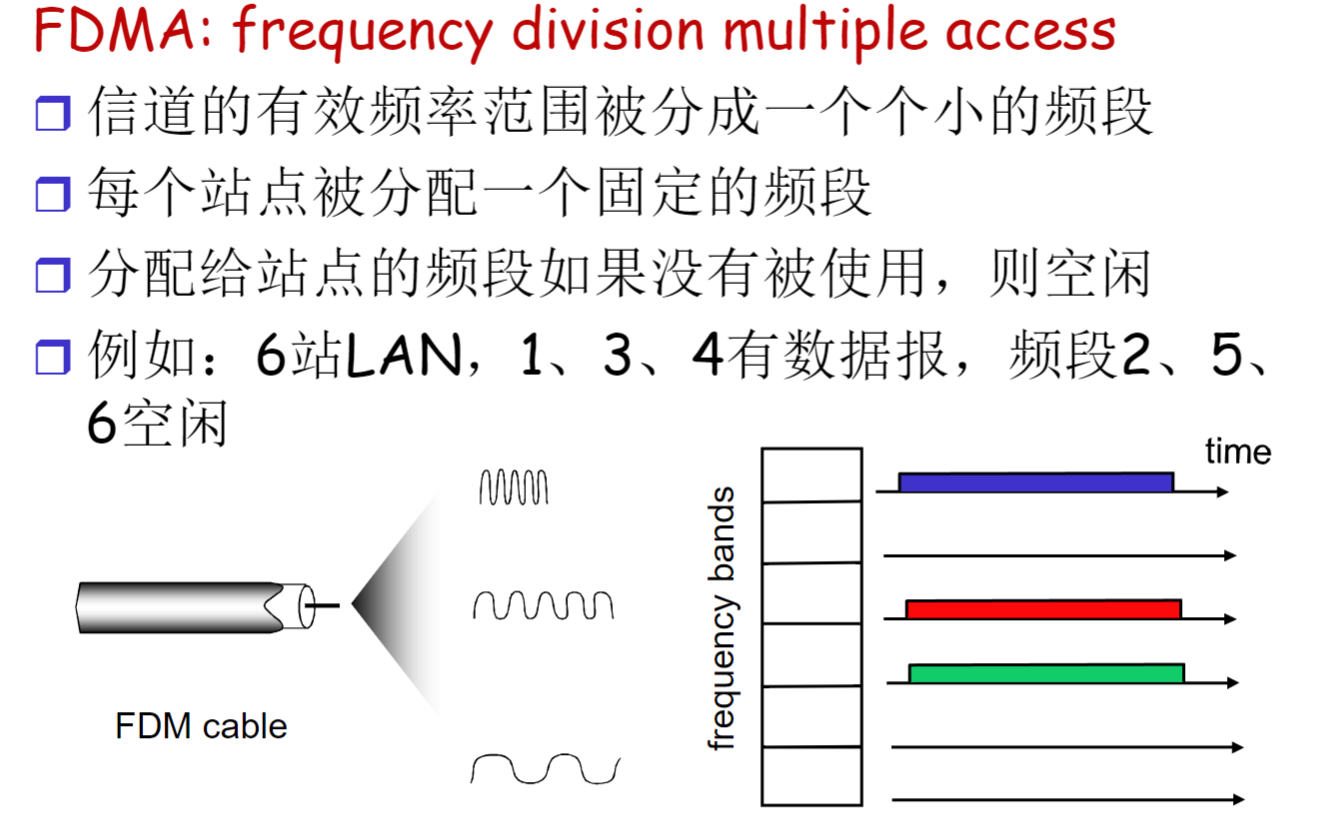 FDMA: frequency division multiple access
信道的有效频率范围被分成一个个小的频段
每个站点被分配一个固定的频段
分配给站点的频段如果没有被使用，则空闲
例如：6站LAN，1、3、4有数据报，频段2、5、
6空闲
time
frequency bands
FDM cable